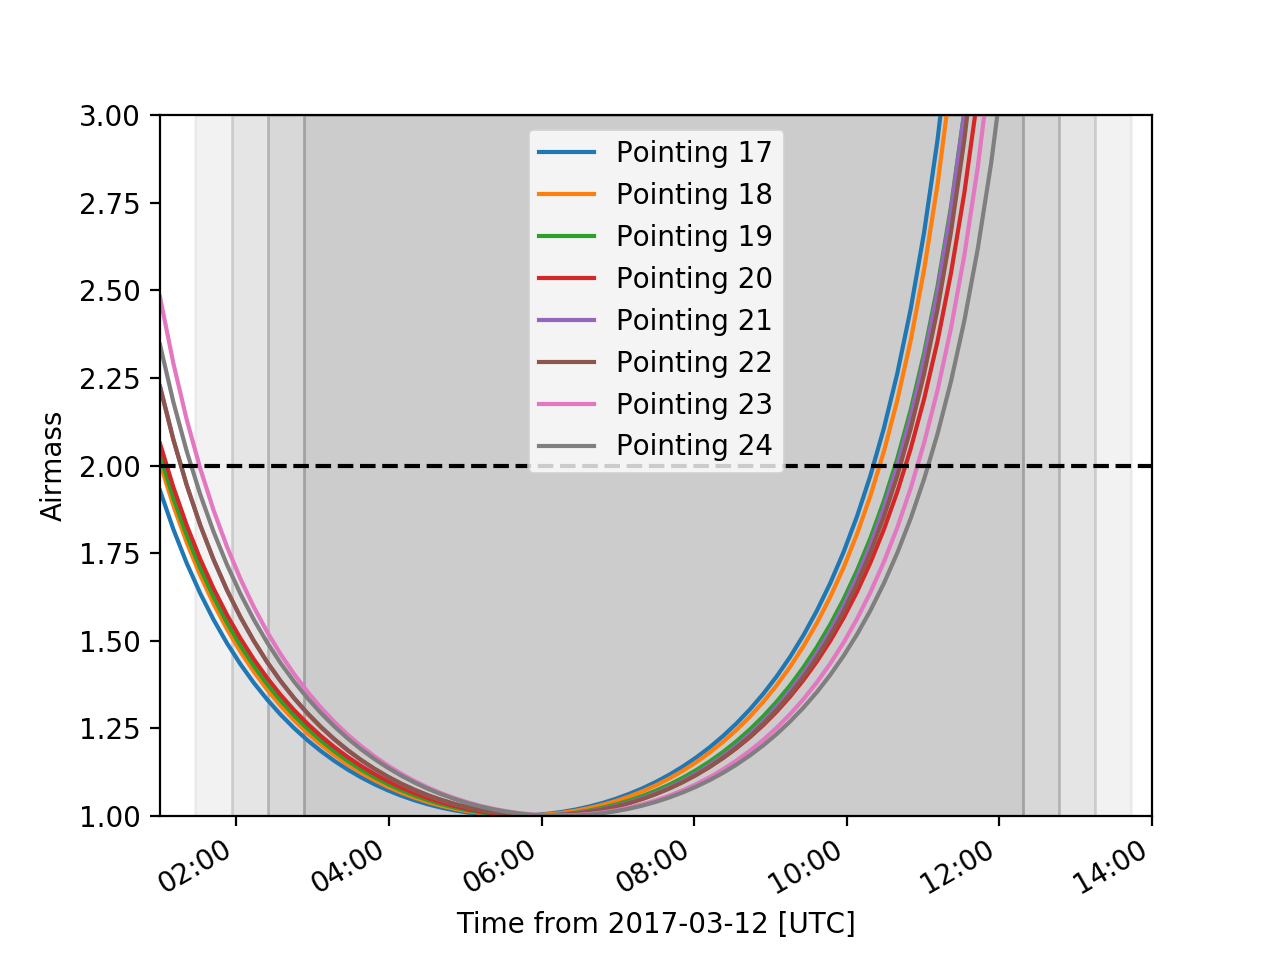 3.00
2.75
2.50
2.25
2.00
1.75
1.50
1.25
1.00
Airmass
Pointing 17
Pointing 18
Pointing 19
Pointing 20
Pointing 21
Pointing 22
Pointing 23
Pointing 24
02:00 04:00 06:00 08:00 10:00 12:00 14:00
Time from 2017-03-12 [UTC]